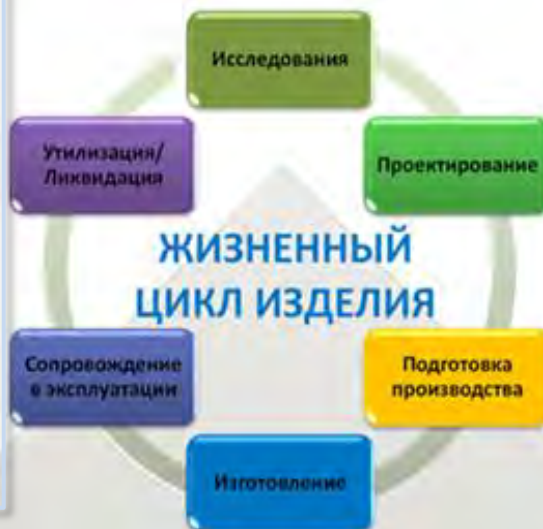 Исследования
Проектирование
Подготовка
производства
Изготовление
Сопровождение
в эксплуатации
Утилизация/
Ликвидация
ЖИЗНЕННЫЙ
ЦИКЛ ИЗДЕЛИЯ